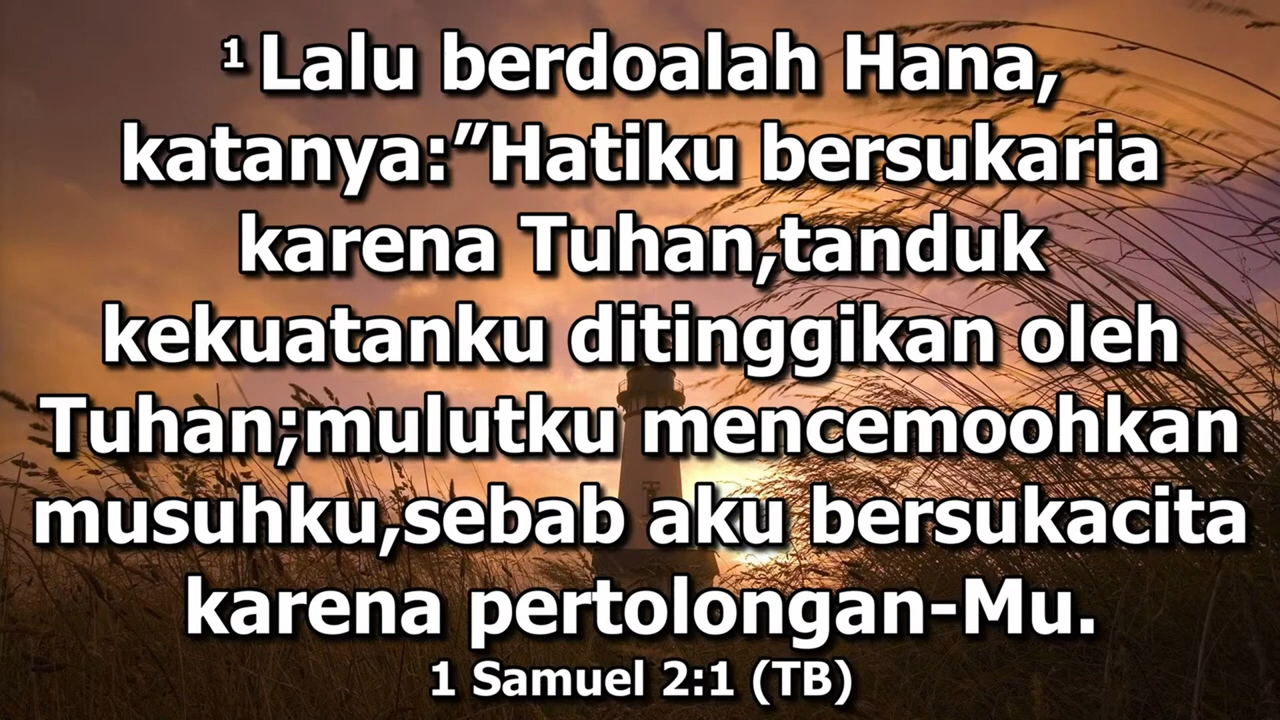 1 Lalu berdoalah Hana,
katanya:”Hatiku bersukaria
karena Tuhan,tanduk
kekuatanku ditinggikan oleh
Tuhan;mulutku mencemoohkan
musuhku,sebab aku bersukacita
karena pertolongan-Mu.
1 Samuel 2:1 (TB)